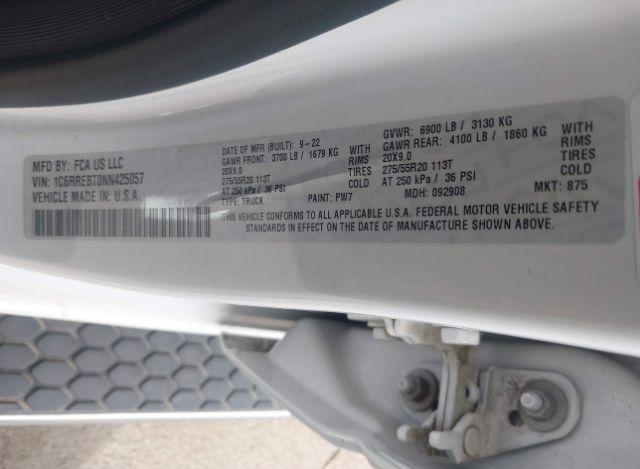 MFD BY: FCA US LLC
VIN: 1C6RREBT0NN425057
VEHICLE MADE IN: U.S.A.
DATE OF MFR (BUILT): 9-22
GAWR FRONT: 3700 LB / 1679 KG WITH
20X9.0 RIMS
275/55R20 113T TIRES
AT 250 kPa / 36 PSI COLD
TYPE: TRUCK PAINT: PW7
GVWR: 6900 LB / 3130 KG
GAWR REAR: 4100 LB / 1860 KG WITH
20X9.0 RIMS
275/55R20 113T TIRES
AT 250 kPa / 36 PSI COLD
MDH: 092908 MKT: 875
THIS VEHICLE CONFORMS TO ALL APPLICABLE U.S.A. FEDERAL MOTOR VEHICLE SAFETY
STANDARDS IN EFFECT ON THE DATE OF MANUFACTURE SHOWN ABOVE.